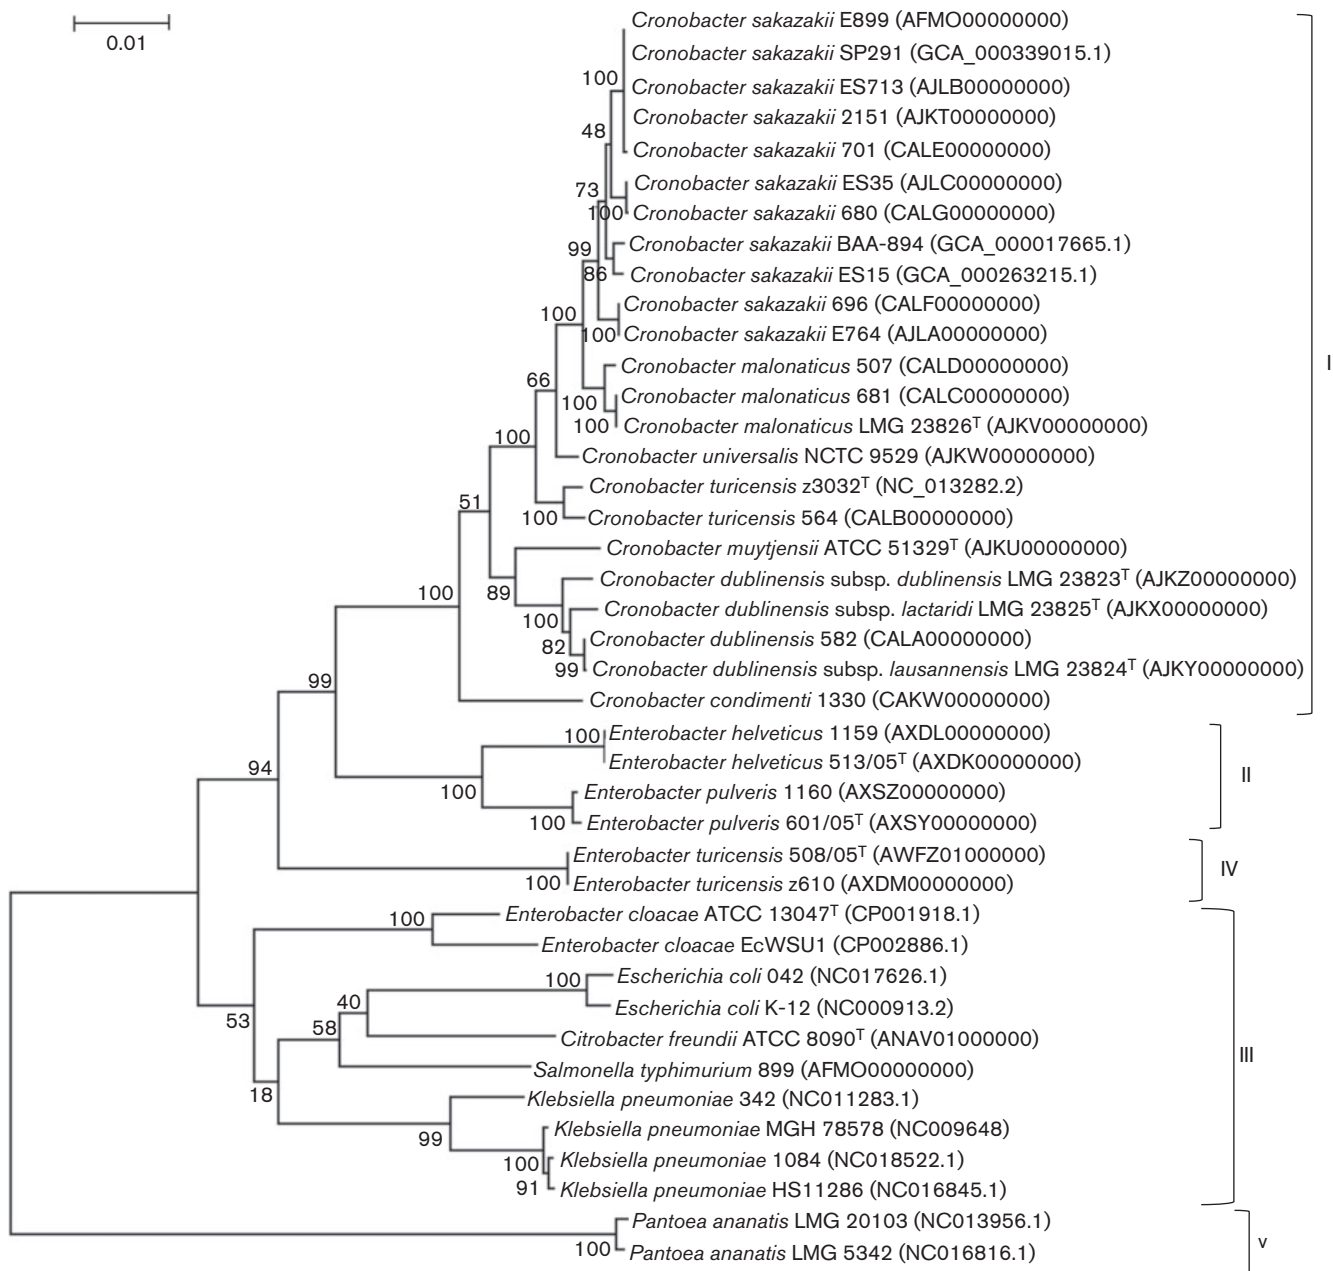 0.01
Cronobacter sakazakii E899 (AFMO00000000)
Cronobacter sakazakii SP291 (GCA_000339015.1)
100
Cronobacter sakazakii ES713 (AJLB00000000)
Cronobacter sakazakii 2151 (AJKT00000000)
48
Cronobacter sakazakii 701 (CALE00000000)
73
Cronobacter sakazakii ES35 (AJLC00000000)
100
Cronobacter sakazakii 680 (CALG00000000)
99
Cronobacter sakazakii BAA-894 (GCA_000017665.1)
86
Cronobacter sakazakii ES15 (GCA_000263215.1)
100
Cronobacter sakazakii 696 (CALF00000000)
100
Cronobacter sakazakii E764 (AJLA00000000)
I
Cronobacter malonaticus 507 (CALD00000000)
66
100
Cronobacter malonaticus 681 (CALC00000000)
100
Cronobacter malonaticus LMG 23826T (AJKV00000000)
100
Cronobacter universalis NCTC 9529 (AJKW00000000)
51
Cronobacter turicensis z3032T (NC_013282.2)
100
Cronobacter turicensis 564 (CALB00000000)
Cronobacter muytjensii ATCC 51329T (AJKU00000000)
100
89
Cronobacter dublinensis subsp. dublinensis LMG 23823T (AJKZ00000000)
100
Cronobacter dublinensis subsp. lactaridi LMG 23825T (AJKX00000000)
82
Cronobacter dublinensis 582 (CALA00000000)
99
Cronobacter dublinensis subsp. lausannensis LMG 23824T (AJKY00000000)
99
Cronobacter condimenti 1330 (CAKW00000000)
100
Enterobacter helveticus 1159 (AXDL00000000)
94
Enterobacter helveticus 513/05T (AXDK00000000)
II
100
Enterobacter pulveris 1160 (AXSZ00000000)
100
Enterobacter pulveris 601/05T (AXSY00000000)
Enterobacter turicensis 508/05T (AWFZ01000000)
IV
100
Enterobacter turicensis z610 (AXDM00000000)
100
Enterobacter cloacae ATCC 13047T (CP001918.1)
Enterobacter cloacae EcWSU1 (CP002886.1)
100
Escherichia coli 042 (NC017626.1)
40
Escherichia coli K-12 (NC000913.2)
53
58
Citrobacter freundii ATCC 8090T (ANAV01000000)
III
Salmonella typhimurium 899 (AFMO00000000)
18
Klebsiella pneumoniae 342 (NC011283.1)
99
Klebsiella pneumoniae MGH 78578 (NC009648)
100
Klebsiella pneumoniae 1084 (NC018522.1)
91
Klebsiella pneumoniae HS11286 (NC016845.1)
Pantoea ananatis LMG 20103 (NC013956.1)
v
100
Pantoea ananatis LMG 5342 (NC016816.1)